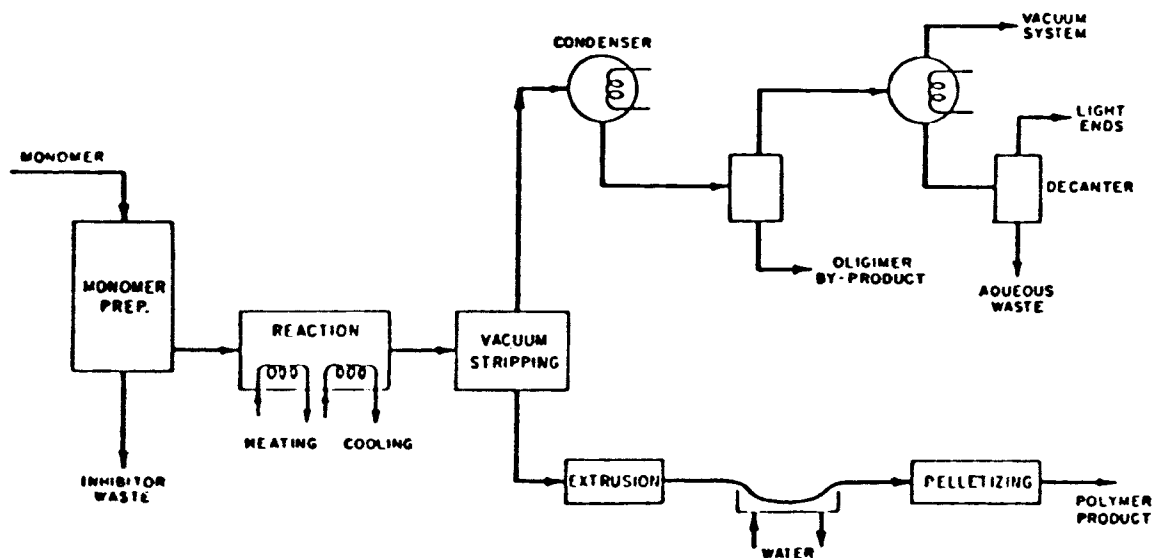 VACUUM
SYSTEM
CONDENSER
LIGHT
ENDS
MONOMER
DECANTER
MONOMER
PREP.
OLIGIMER
BY-PRODUCT
AQUEOUS
WASTE
REACTION
VACUUM
STRIPPING
HEATING
COOLING
INHIBITOR
WASTE
EXTRUSION
PELLETIZING
POLYMER
PRODUCT
WATER